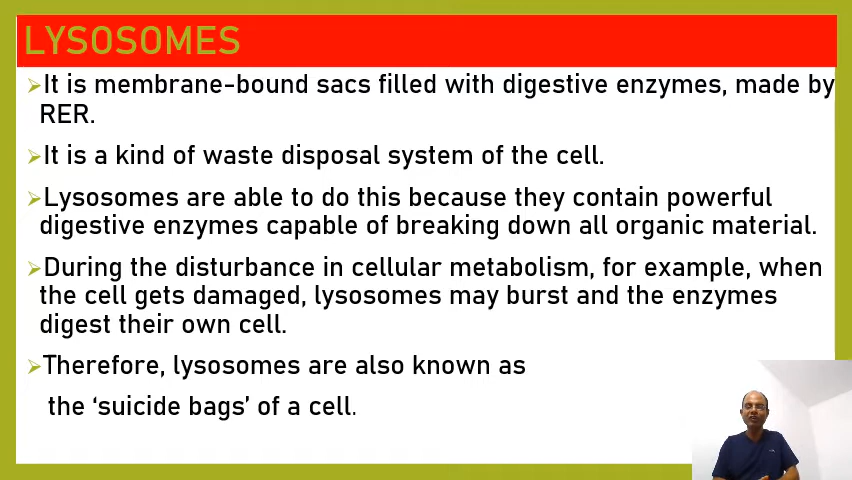 LYSOSOMES
It is membrane-bound sacs filled with digestive enzymes, made by
RER.
It is a kind of waste disposal system of the cell.
Lysosomes are able to do this because they contain powerful
digestive enzymes capable of breaking down all organic material.
During the disturbance in cellular metabolism, for example, when
the cell gets damaged, lysosomes may burst and the enzymes
digest their own cell.
Therefore, lysosomes are also known as
the ‘suicide bags’ of a cell.